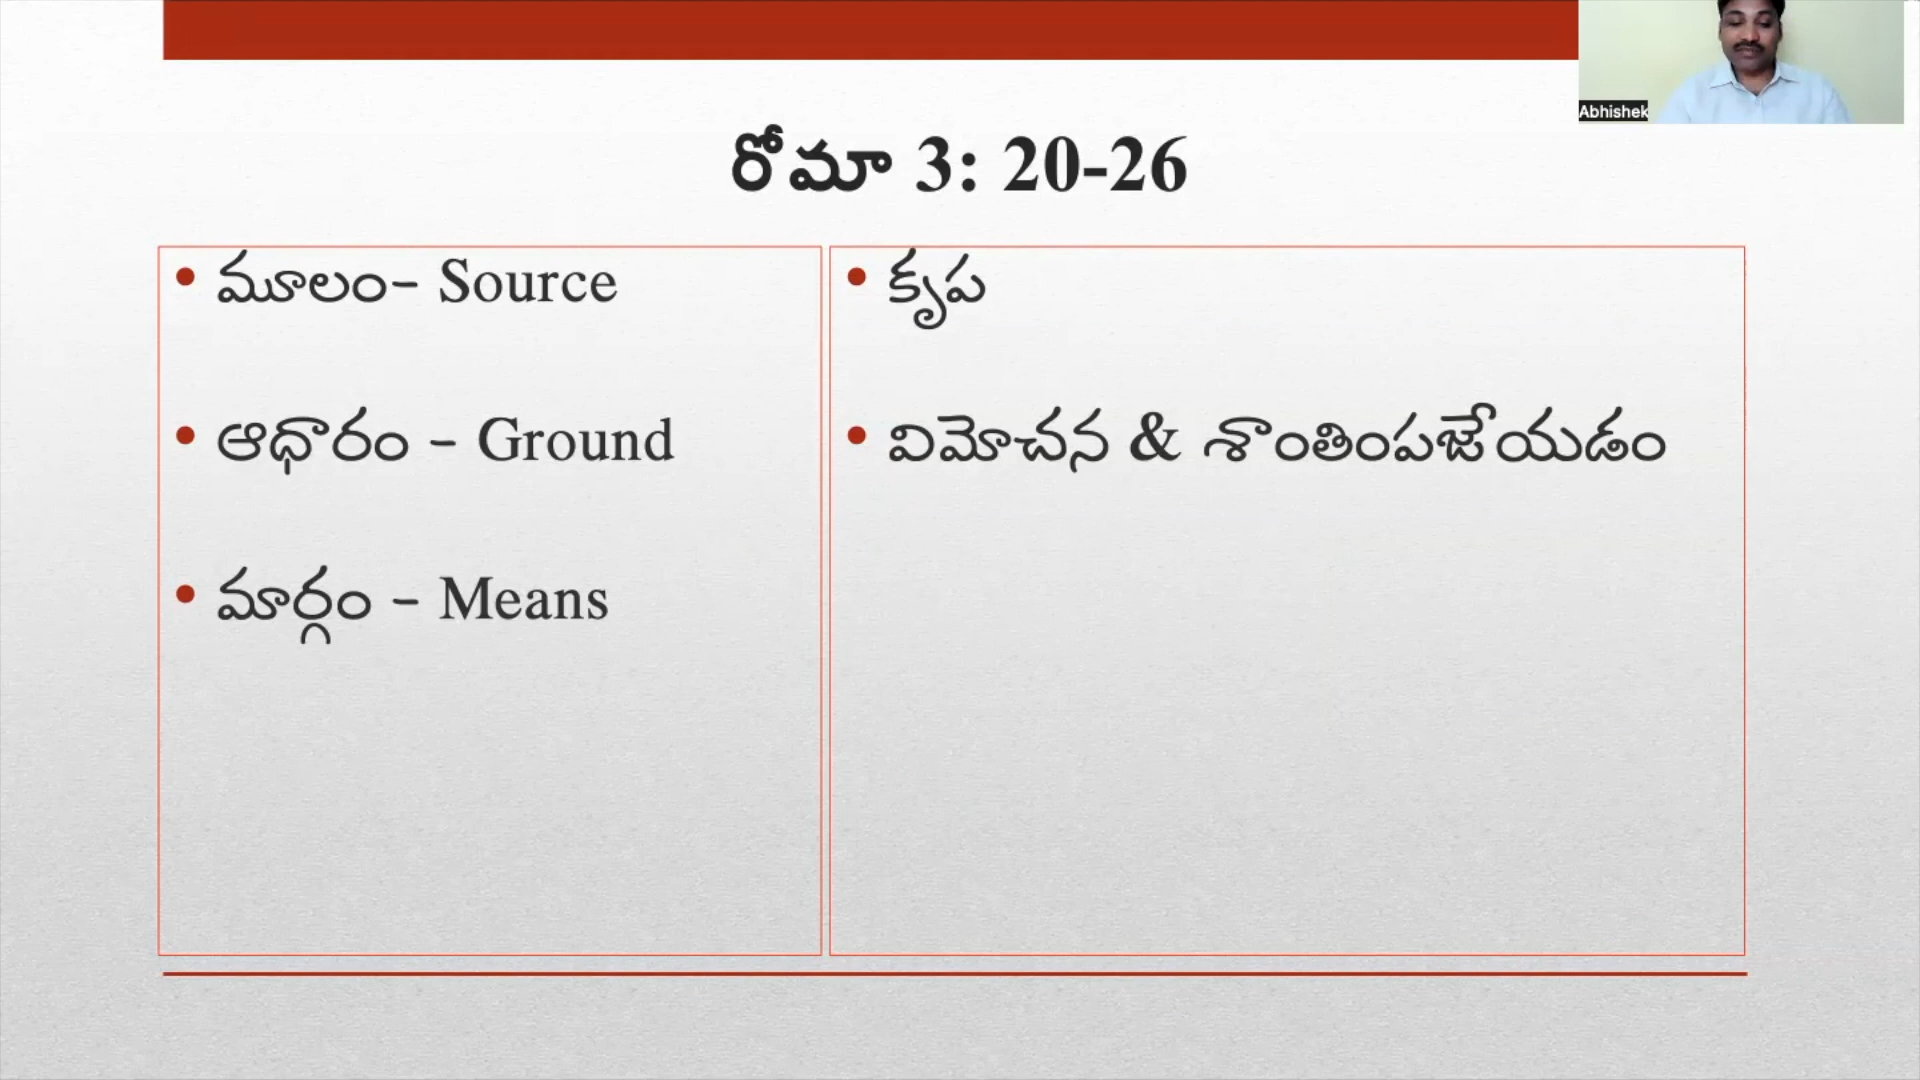 Abhishek
రోమా 3: 20-26
• మూలం- Source
• ఆధారం - Ground
• మార్గం - Means
• కృప
• విమోచన & శాంతింపజేయడం